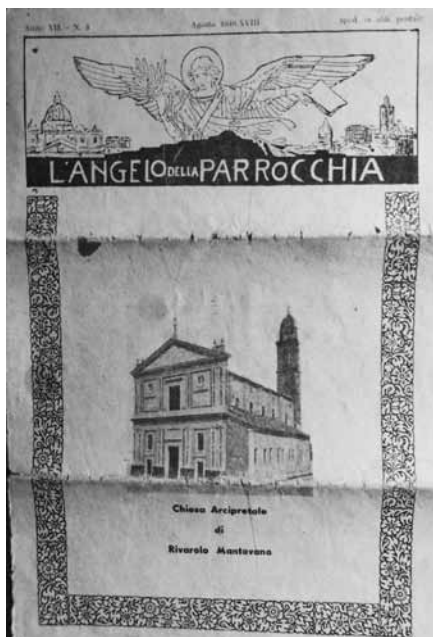 Anno VII. - N. 8
Agosto 1940-XVIII
sped. in abb. postale
L'ANGELO DELLA PARROCCHIA
Chiesa Arcipretale
di
Rivarolo Mantovano